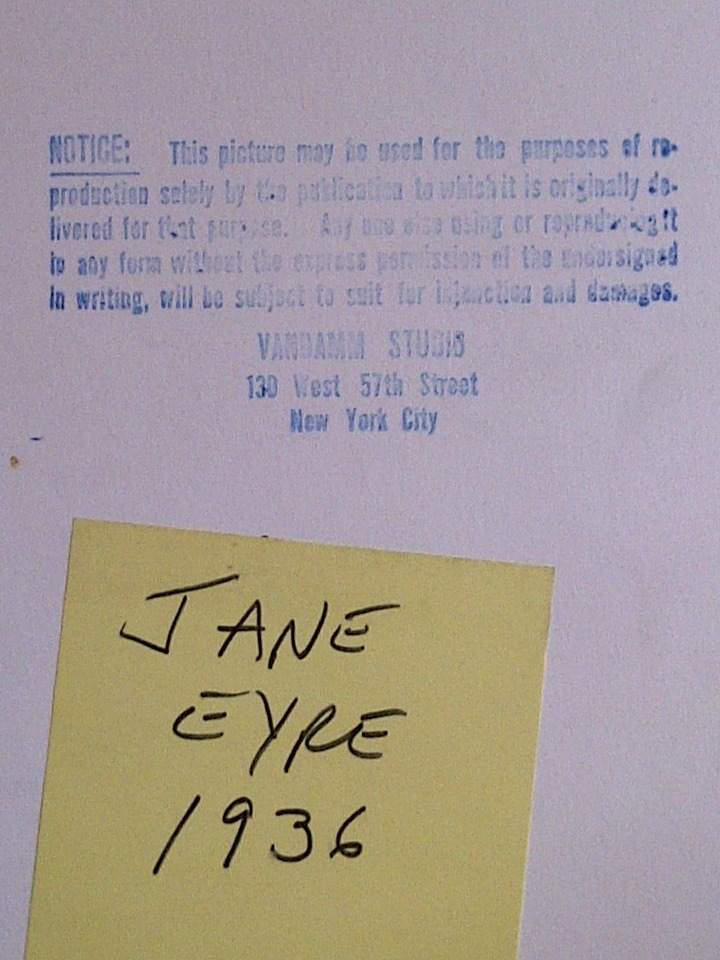 NOTICE: This picture may be used for the purposes of re-
production solely by the publication to which it is originally de-
livered for that purpose. Any one else using or reproducing it
in any form without the express permission of the undersigned
in writing, will be subject to suit for injunction and damages.
VANDAMM STUDIO
130 West 57th Street
New York City
JANE
EYRE
1936